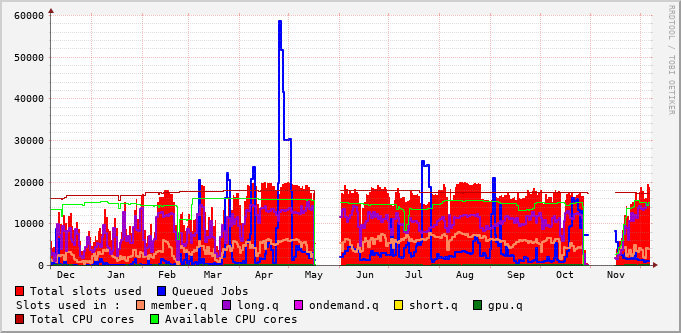 RRDTOOL / TOBI OETIKER
60000
50000
40000
30000
20000
10000
0
Dec Jan Feb Mar Apr May Jun Jul Aug Sep Oct Nov
Total slots used Queued Jobs
Slots used in : member.q long.q ondemand.q short.q gpu.q
Total CPU cores Available CPU cores